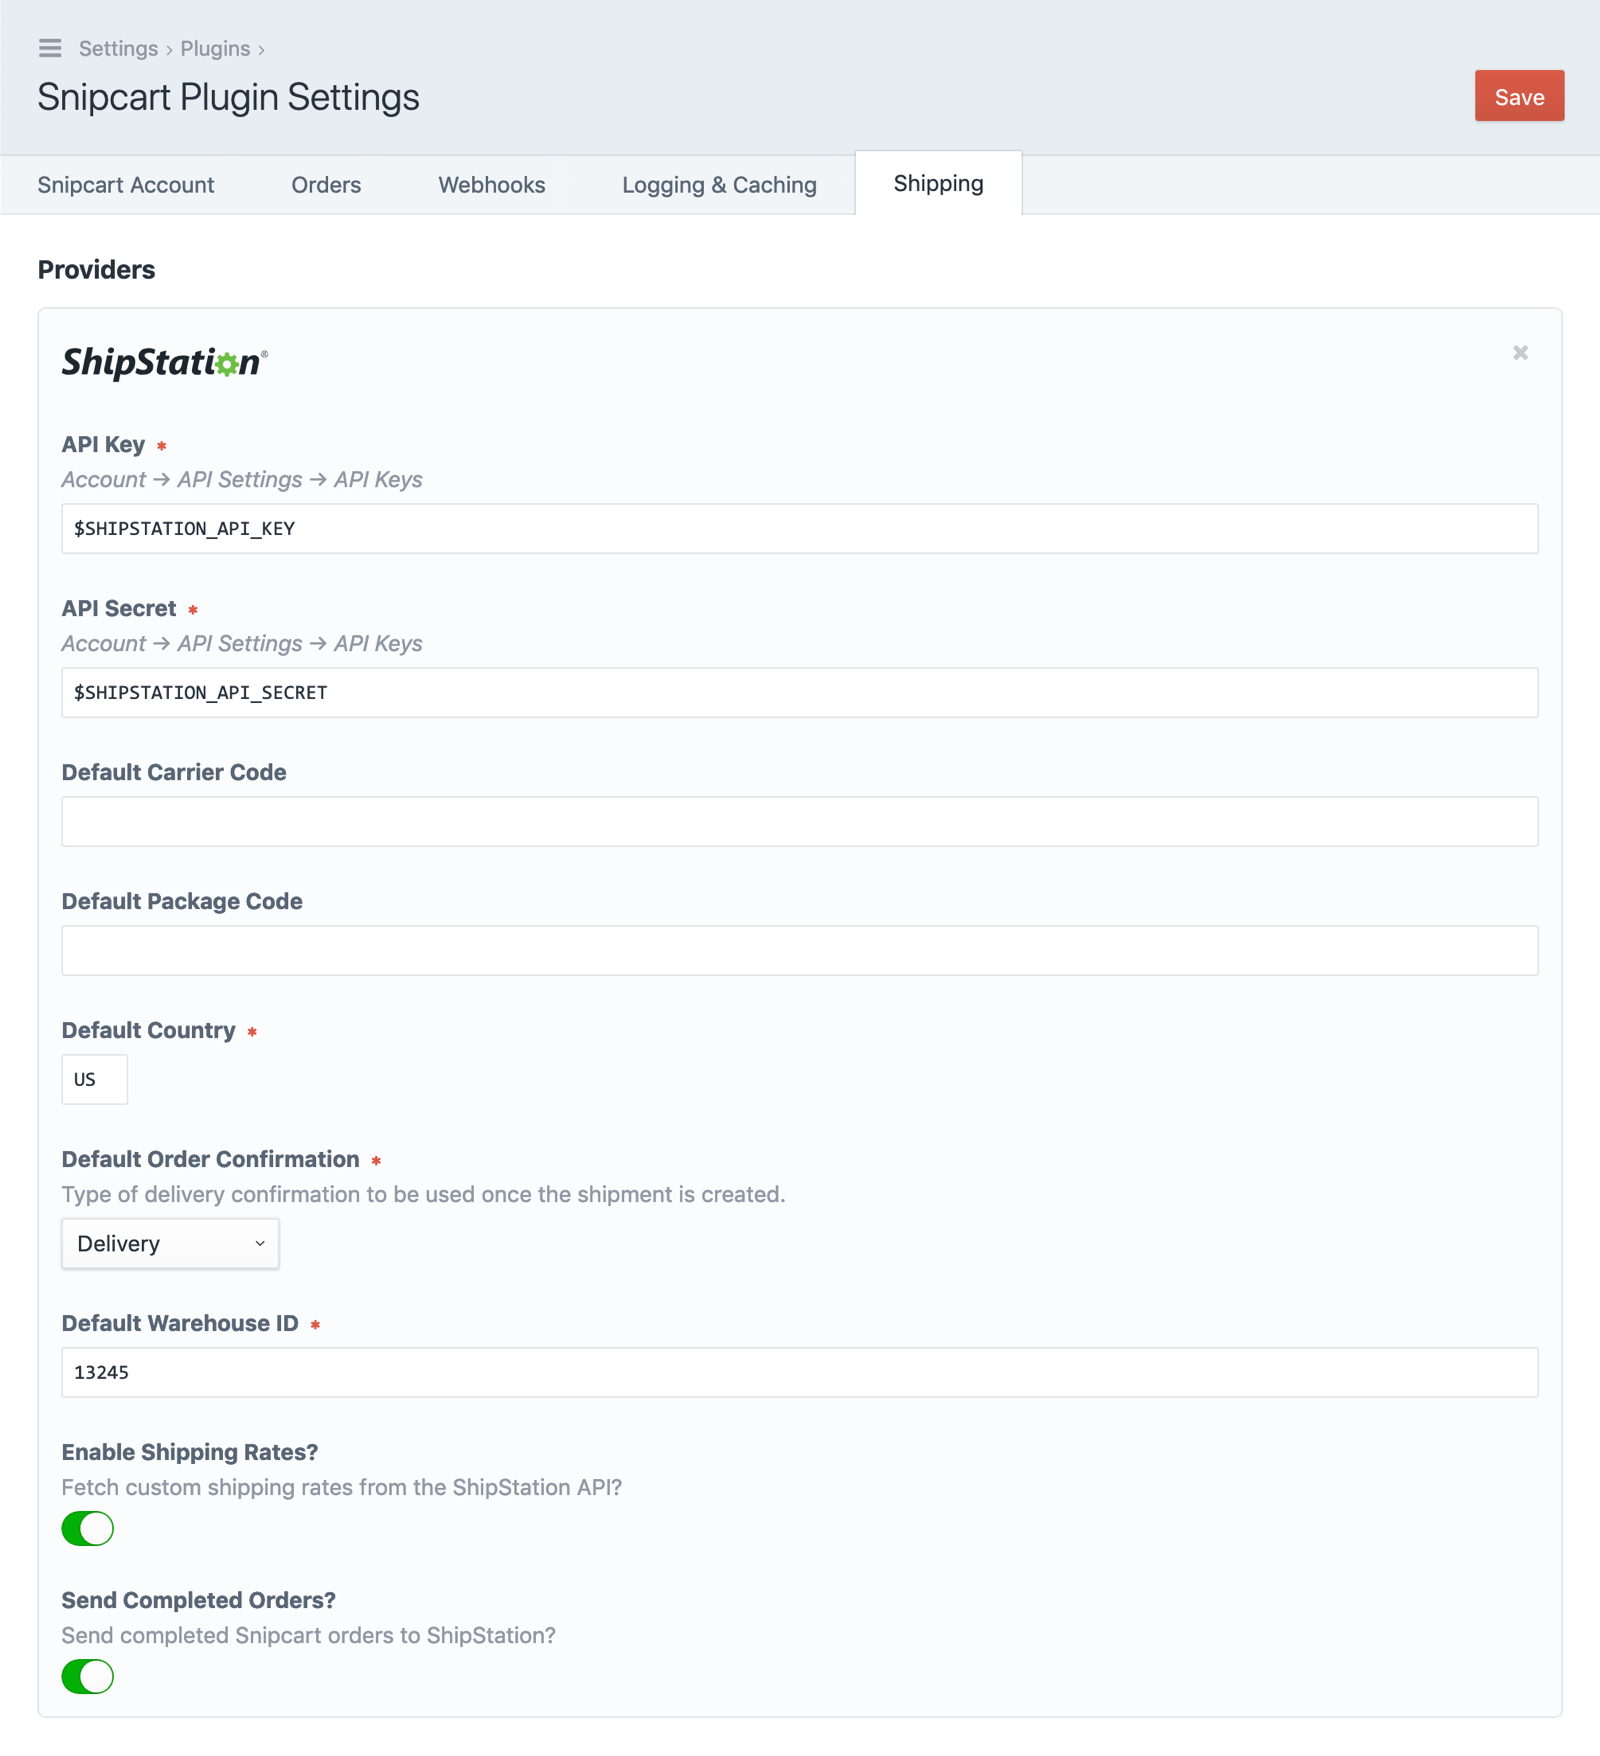 Settings › Plugins ›
Snipcart Plugin Settings
Save
Snipcart Account Orders Webhooks Logging & Caching Shipping
Providers
ShipStation®
API Key *
Account → API Settings → API Keys
$SHIPSTATION_API_KEY
API Secret *
Account → API Settings → API Keys
$SHIPSTATION_API_SECRET
Default Carrier Code
Default Package Code
Default Country *
US
Default Order Confirmation *
Type of delivery confirmation to be used once the shipment is created.
Delivery
Default Warehouse ID *
13245
Enable Shipping Rates?
Fetch custom shipping rates from the ShipStation API?
Send Completed Orders?
Send completed Snipcart orders to ShipStation?